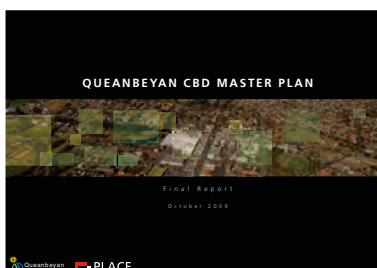 QUEANBEYAN CBD MASTER PLAN
Final Report
October 2009
Queanbeyan
PLACE